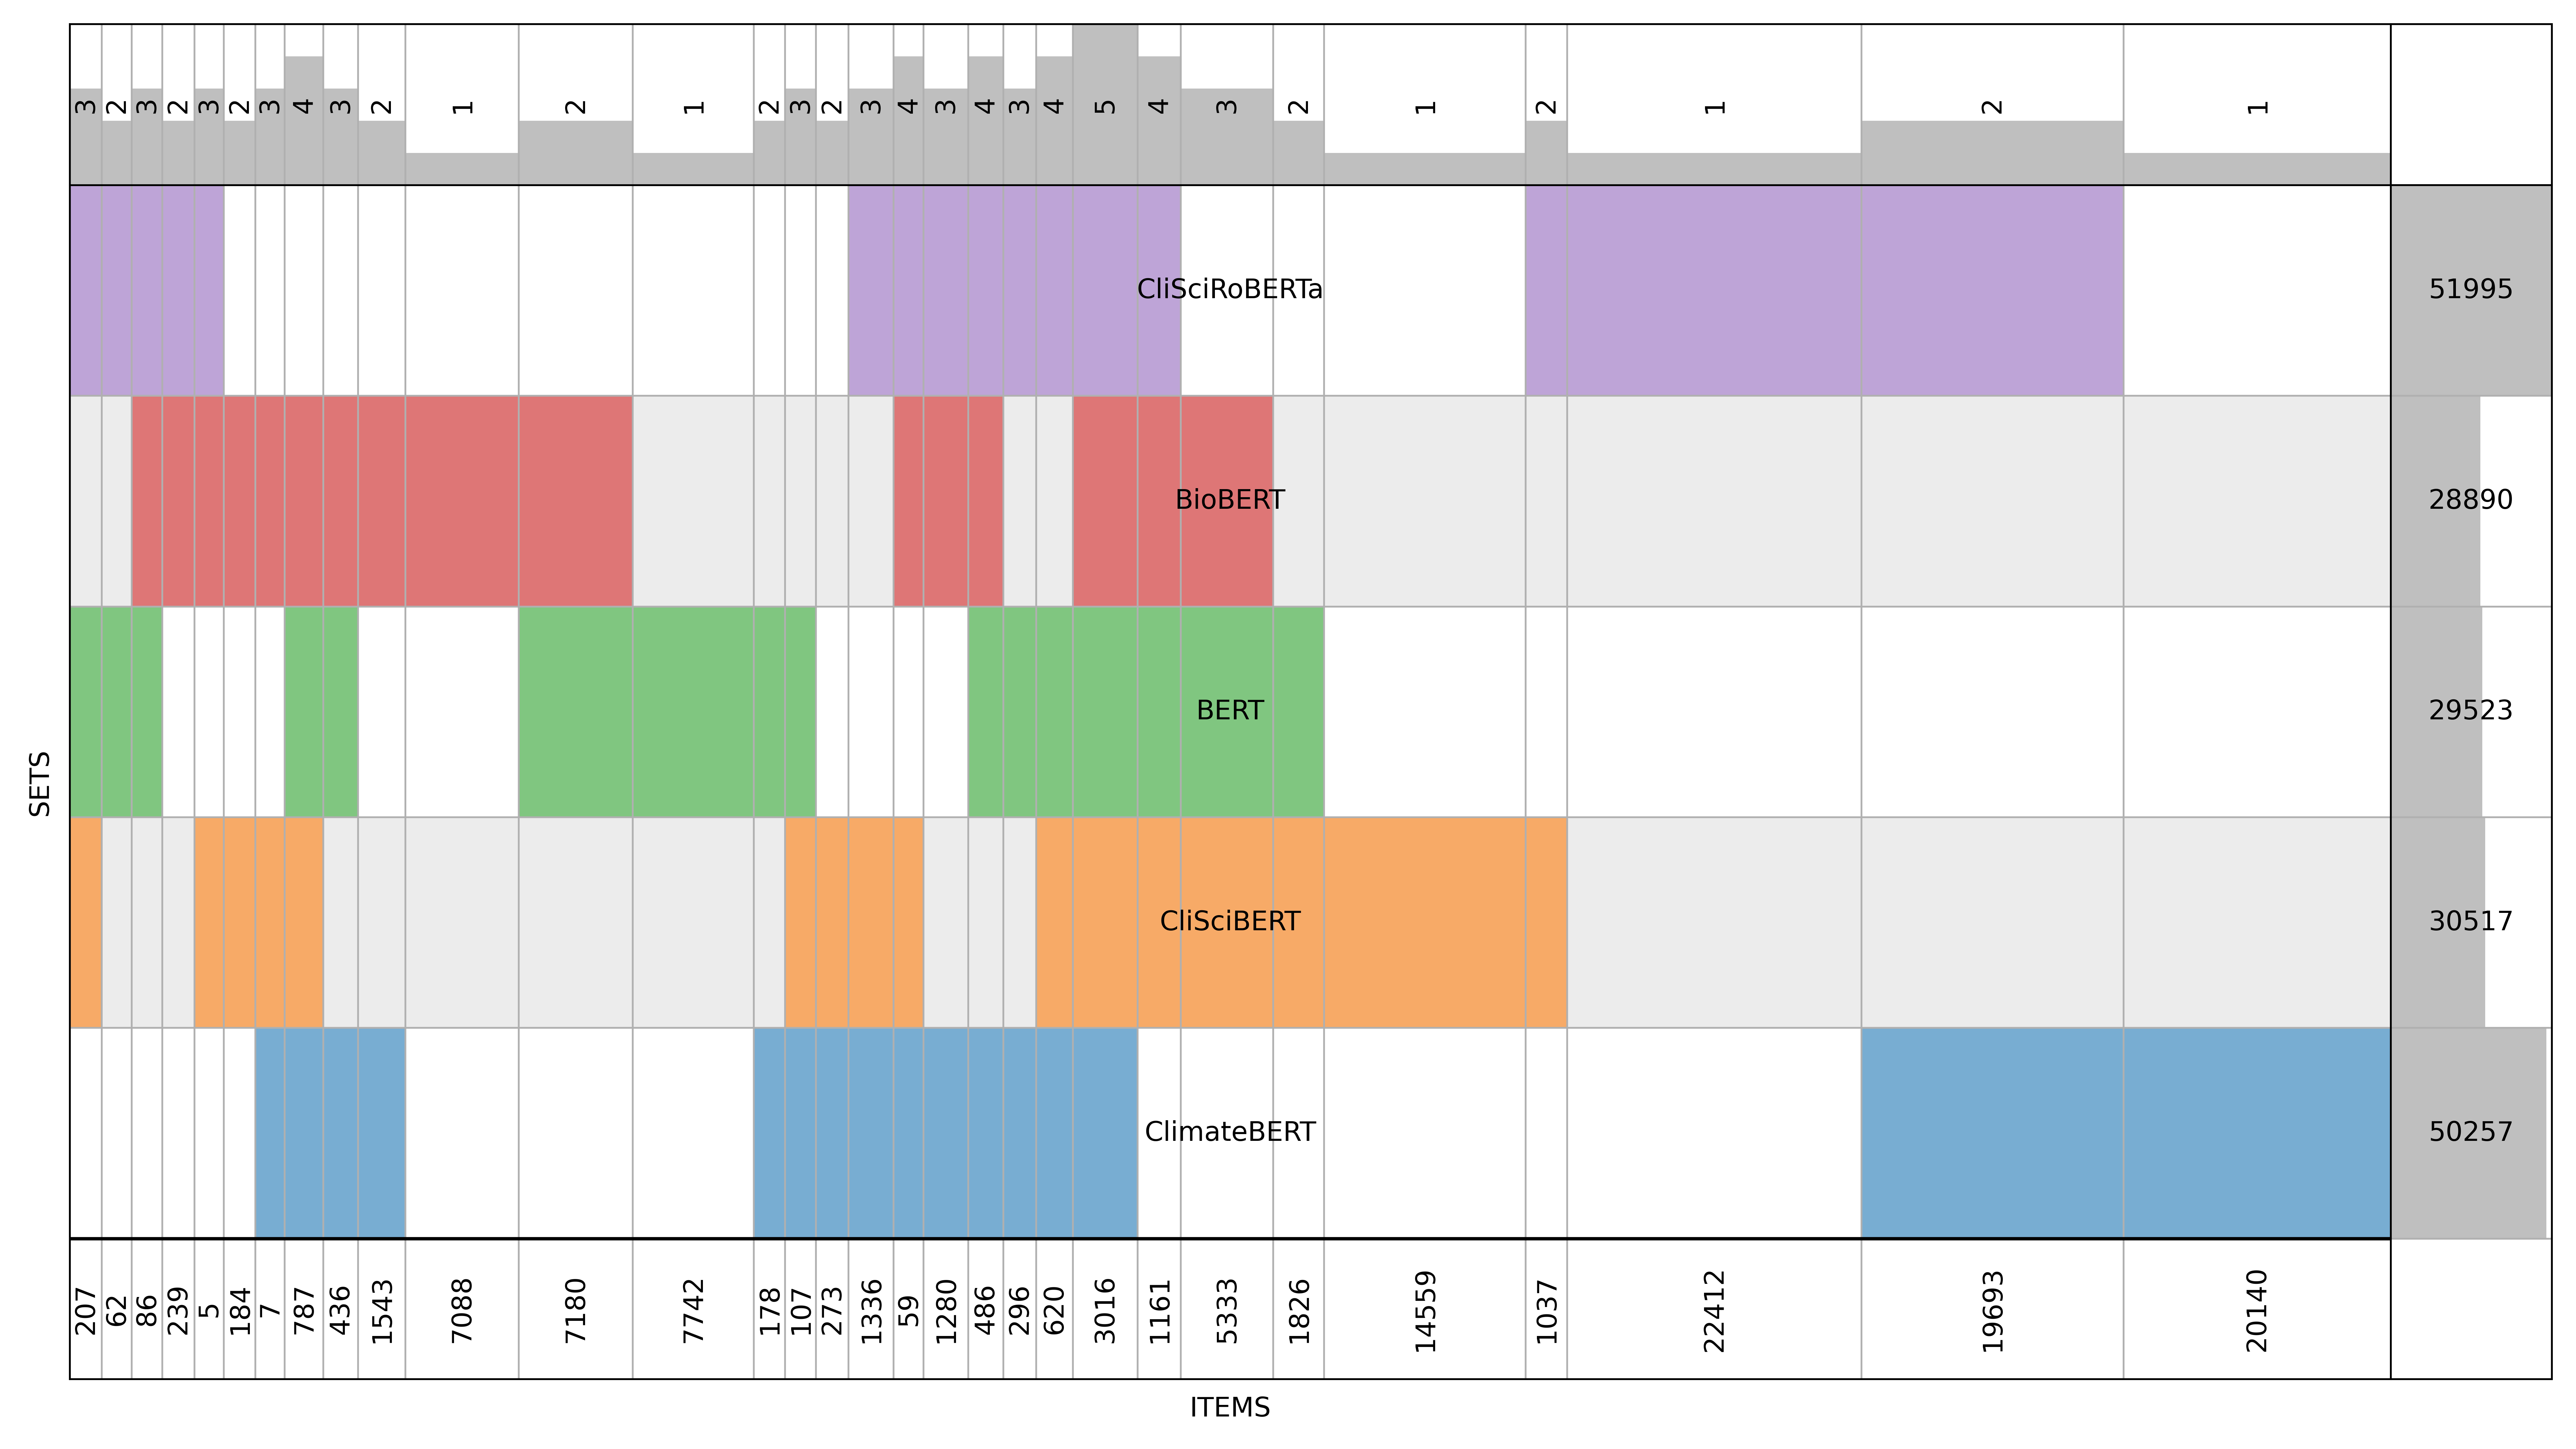 3 2 3 2 3 2 3 4 3 2 1 2 1 2 3 2 3 4 3 4 3 4 5 4 3 2 1 2 1 2 1
CliSciRoBERTa 51995
BioBERT 28890
BERT 29523
SETS
CliSciBERT 30517
ClimateBERT 50257
207 62 86 239 5 184 7 787 436 1543 7088 7180 7742 178 107 273 1336 59 1280 486 296 620 3016 1161 5333 1826 14559 1037 22412 19693 20140
ITEMS